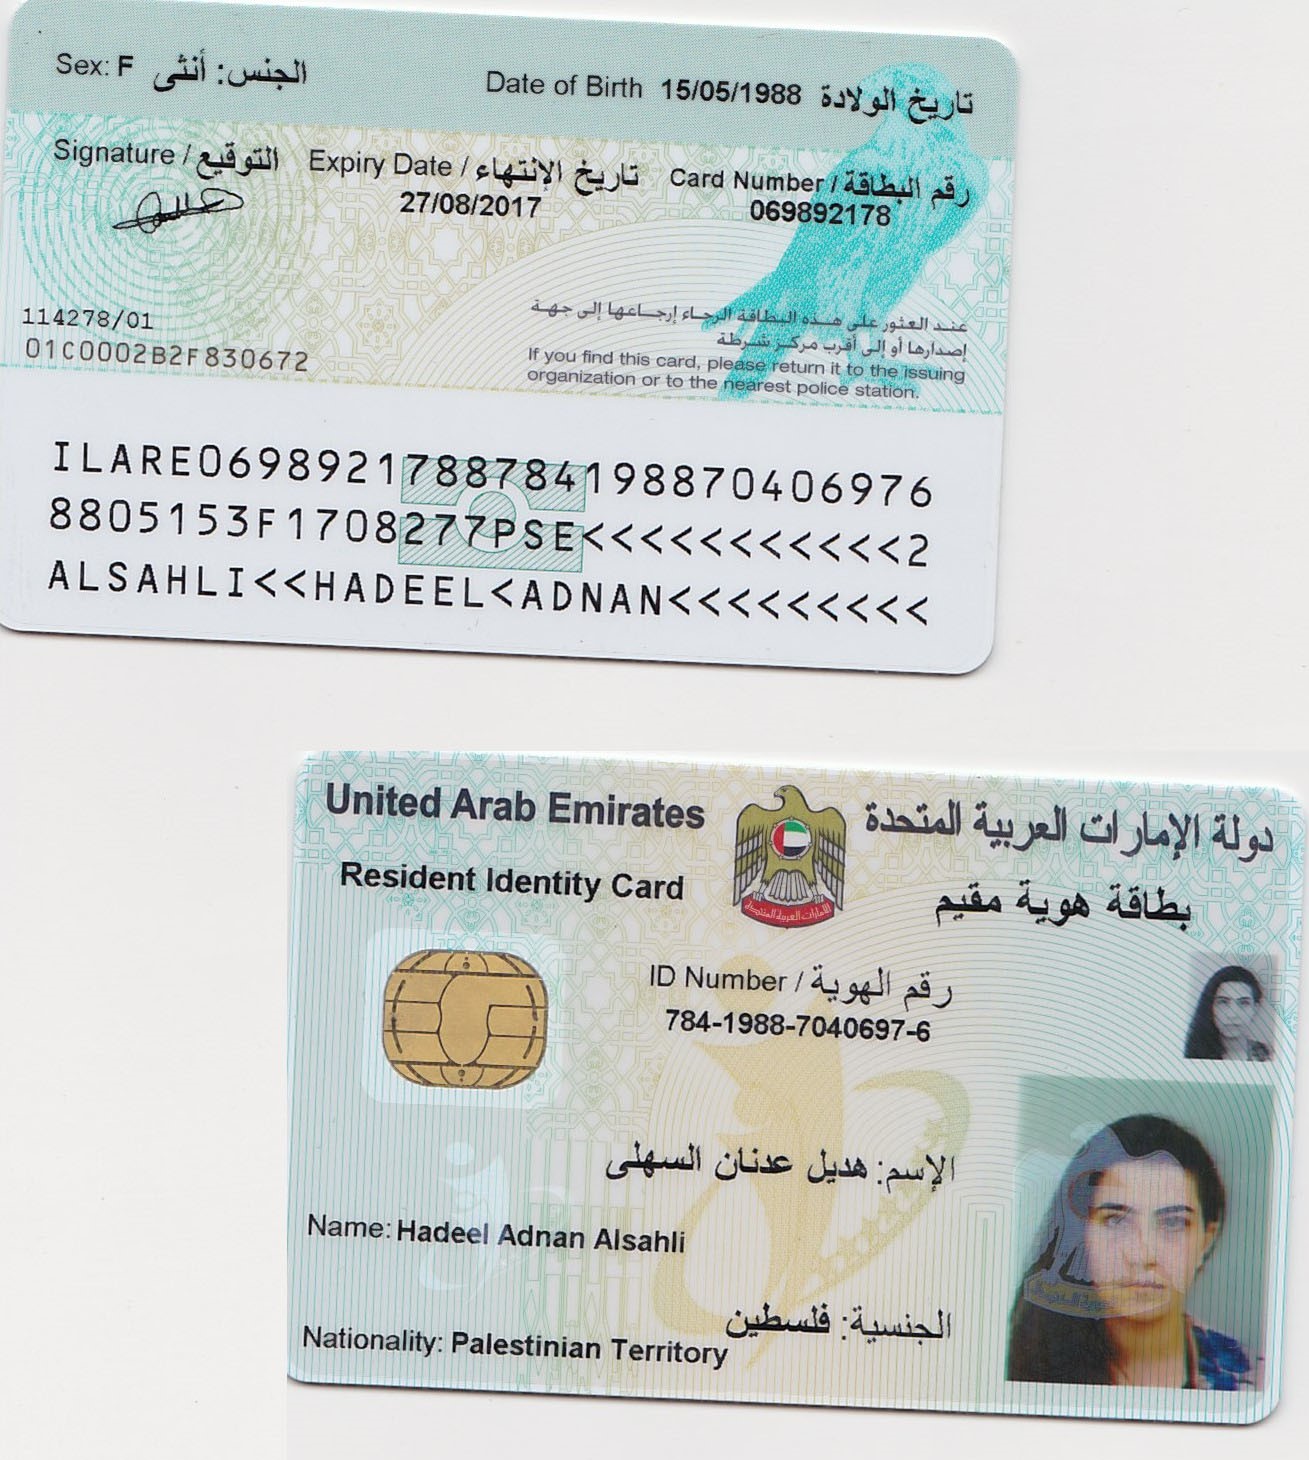 Sex: F الجنس: أنثى
Date of Birth 15/05/1988 تاريخ الولادة
Signature / التوقيع
Expiry Date / تاريخ الإنتهاء
27/08/2017
Card Number / رقم البطاقة
069892178
114278/01
01C0002B2F830672
عند العثور على هذه البطاقة الرجاء إرجاعها إلى جهة
إصدارها أو إلى أقرب مركز شرطة
If you find this card, please return it to the issuing
organization or to the nearest police station.
ILARE0698921788784198870406976
8805153F1708277PSE<<<<<<<<<<<2
ALSAHLI<<HADEEL<ADNAN<<<<<<<<<
United Arab Emirates
دولة الإمارات العربية المتحدة
Resident Identity Card
بطاقة هوية مقيم
الإمارات العربية المتحدة
ID Number / رقم الهوية
784-1988-7040697-6
الإسم: هديل عدنان السهلى
Name: Hadeel Adnan Alsahli
الجنسية: فلسطين
Nationality: Palestinian Territory